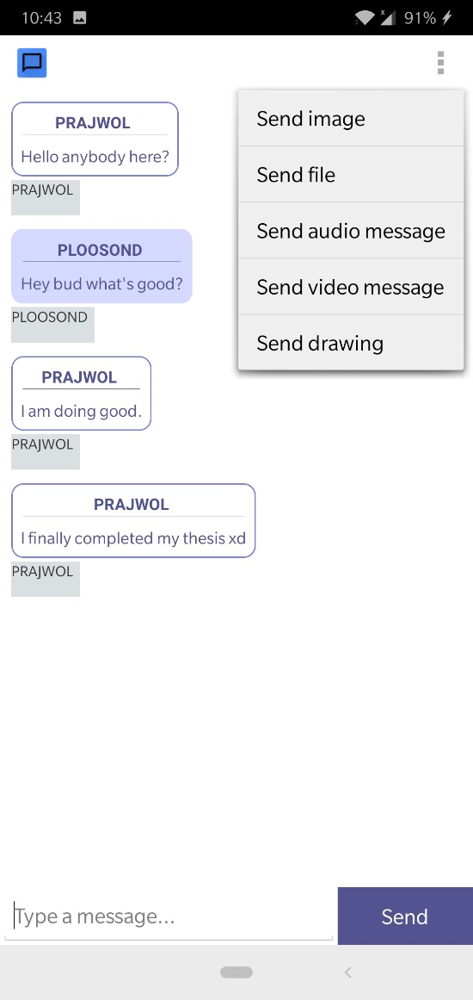 10:43
91%
PRAJWOL
Hello anybody here?
PRAJWOL
PLOOSOND
Hey bud what's good?
PLOOSOND
PRAJWOL
I am doing good.
PRAJWOL
PRAJWOL
I finally completed my thesis xd
PRAJWOL
Send image
Send file
Send audio message
Send video message
Send drawing
Type a message...
Send